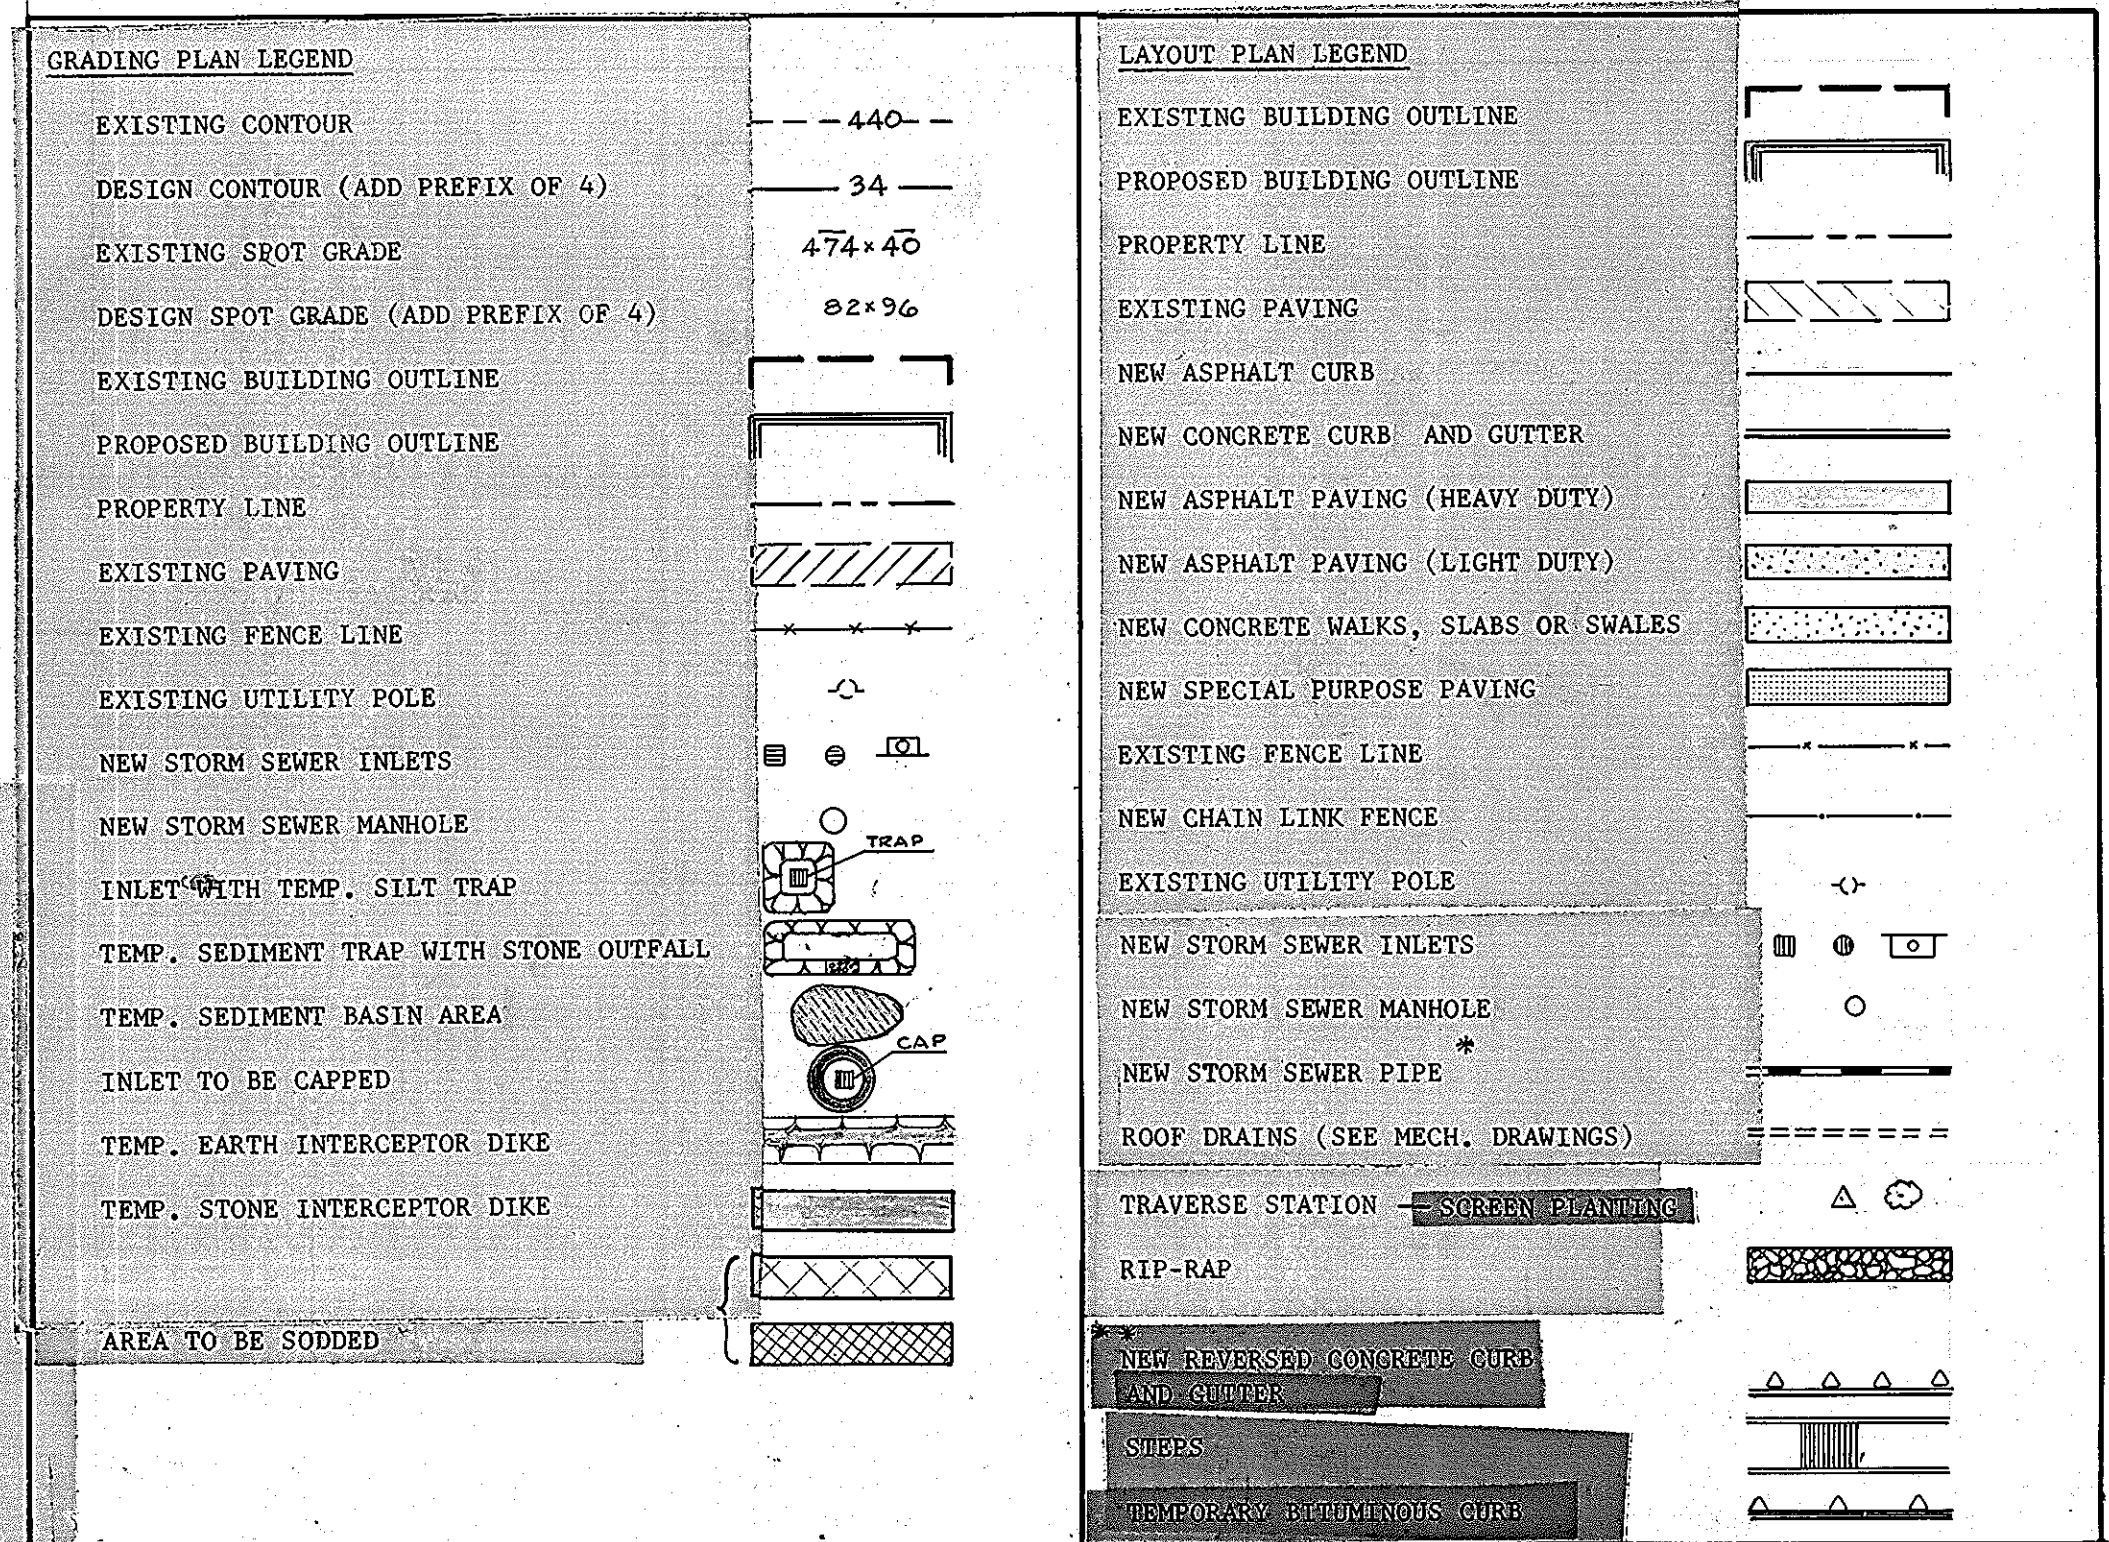 GRADING PLAN LEGEND
EXISTING CONTOUR
440
DESIGN CONTOUR (ADD PREFIX OF 4)
34
EXISTING SPOT GRADE
474×40
DESIGN SPOT GRADE (ADD PREFIX OF 4)
82×96
EXISTING BUILDING OUTLINE
PROPOSED BUILDING OUTLINE
PROPERTY LINE
EXISTING PAVING
EXISTING FENCE LINE
EXISTING UTILITY POLE
NEW STORM SEWER INLETS
NEW STORM SEWER MANHOLE
TRAP
INLET WITH TEMP. SILT TRAP
TEMP. SEDIMENT TRAP WITH STONE OUTFALL
TEMP. SEDIMENT BASIN AREA
CAP
INLET TO BE CAPPED
TEMP. EARTH INTERCEPTOR DIKE
TEMP. STONE INTERCEPTOR DIKE
AREA TO BE SODDED
LAYOUT PLAN LEGEND
EXISTING BUILDING OUTLINE
PROPOSED BUILDING OUTLINE
PROPERTY LINE
EXISTING PAVING
NEW ASPHALT CURB
NEW CONCRETE CURB AND GUTTER
NEW ASPHALT PAVING (HEAVY DUTY)
NEW ASPHALT PAVING (LIGHT DUTY)
NEW CONCRETE WALKS, SLABS OR SWALES
NEW SPECIAL PURPOSE PAVING
EXISTING FENCE LINE
NEW CHAIN LINK FENCE
EXISTING UTILITY POLE
NEW STORM SEWER INLETS
NEW STORM SEWER MANHOLE
NEW STORM SEWER PIPE *
ROOF DRAINS (SEE MECH. DRAWINGS)
TRAVERSE STATION — SCREEN PLANTING
RIP-RAP
* *
NEW REVERSED CONCRETE CURB
AND GUTTER
STEPS
TEMPORARY BITUMINOUS CURB